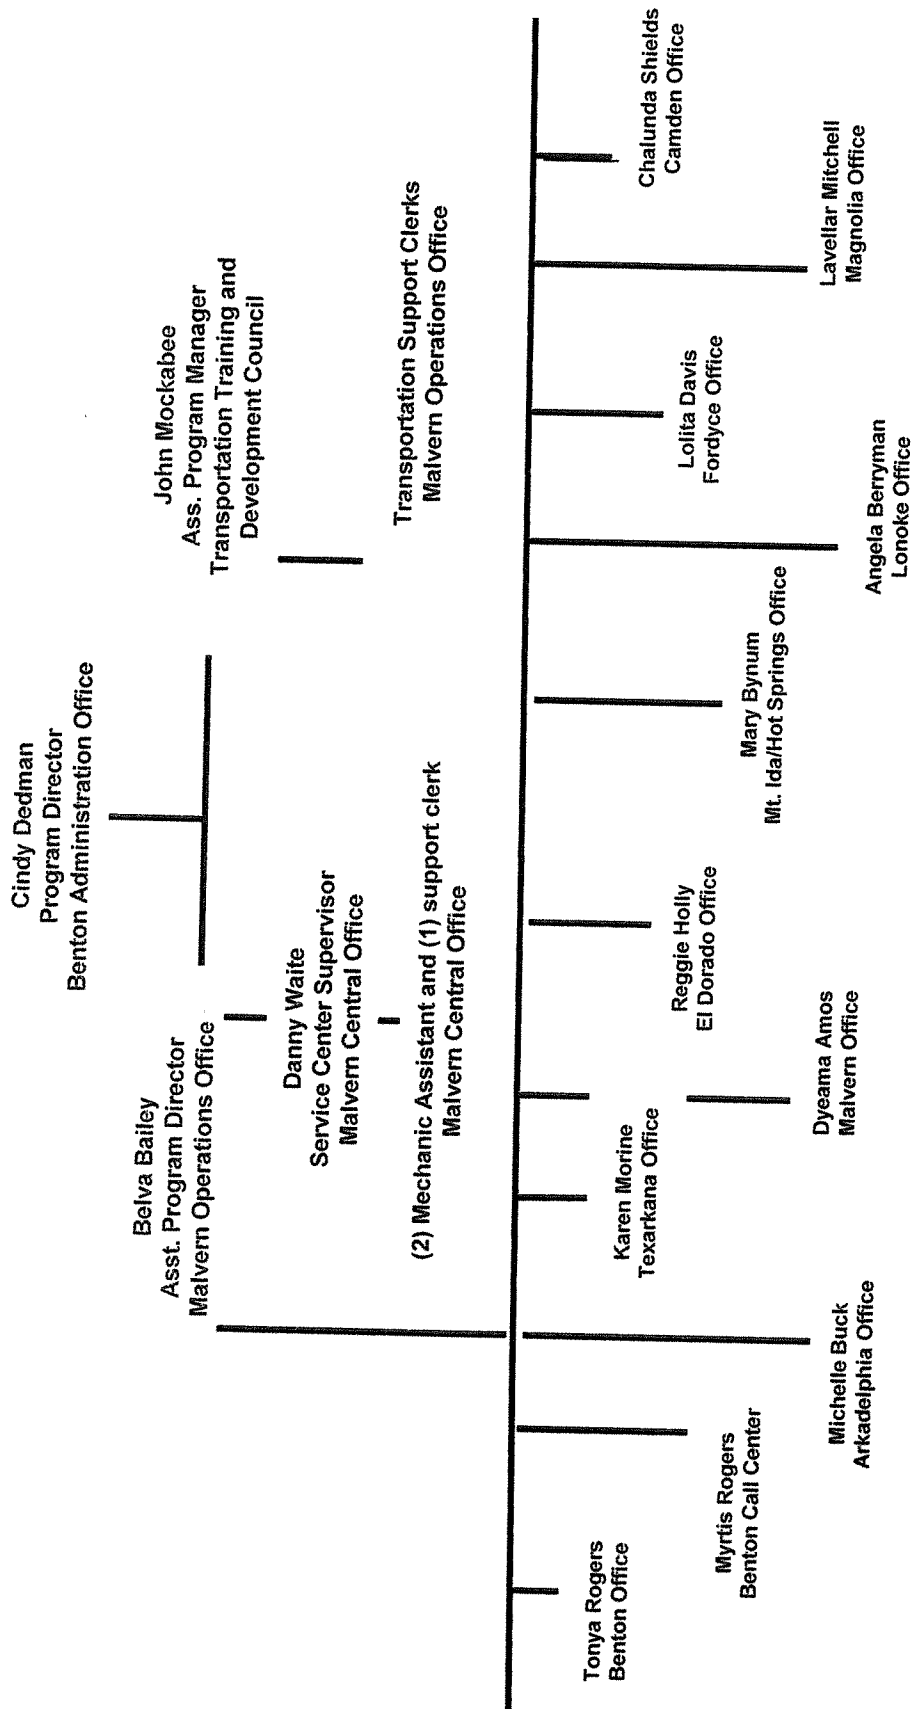 Cindy Dedman
Program Director
Benton Administration Office
Belva Bailey
Asst. Program Director
Malvern Operations Office
John Mockabee
Ass. Program Manager
Transportation Training and
Development Council
Danny Waite
Service Center Supervisor
Malvern Central Office
(2) Mechanic Assistant and (1) support clerk
Malvern Central Office
Transportation Support Clerks
Malvern Operations Office
Tonya Rogers
Benton Office
Myrtis Rogers
Benton Call Center
Michelle Buck
Arkadelphia Office
Karen Morine
Texarkana Office
Dyeama Amos
Malvern Office
Reggie Holly
El Dorado Office
Mary Bynum
Mt. Ida/Hot Springs Office
Angela Berryman
Lonoke Office
Lolita Davis
Fordyce Office
Lavellar Mitchell
Magnolia Office
Chalunda Shields
Camden Office